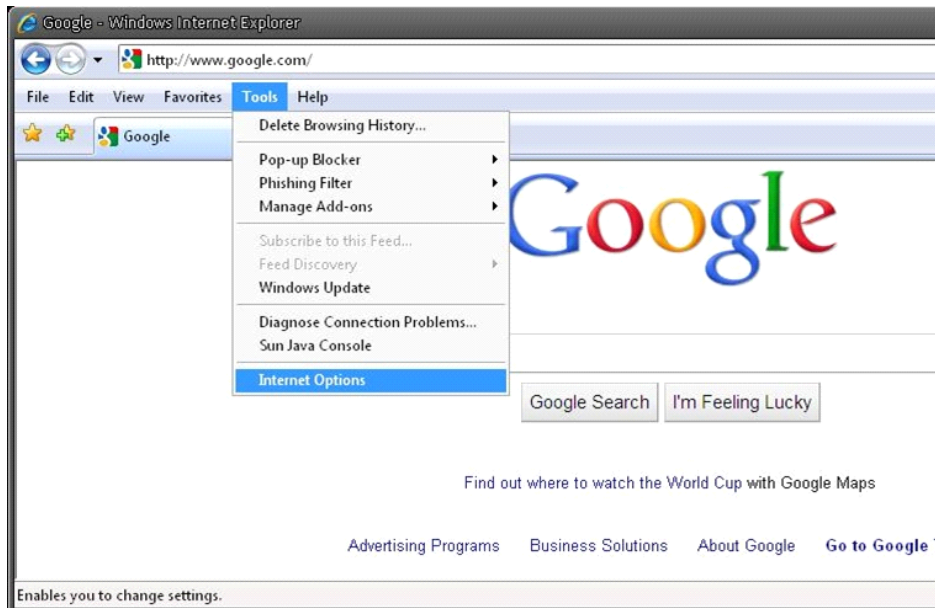 Google - Windows Internet Explorer
http://www.google.com/
File Edit View Favorites Tools Help
Google
Delete Browsing History...
Pop-up Blocker
Phishing Filter
Manage Add-ons
Subscribe to this Feed...
Feed Discovery
Windows Update
Diagnose Connection Problems...
Sun Java Console
Internet Options
Google
Google Search I'm Feeling Lucky
Find out where to watch the World Cup with Google Maps
Advertising Programs Business Solutions About Google Go to Google
Enables you to change settings.